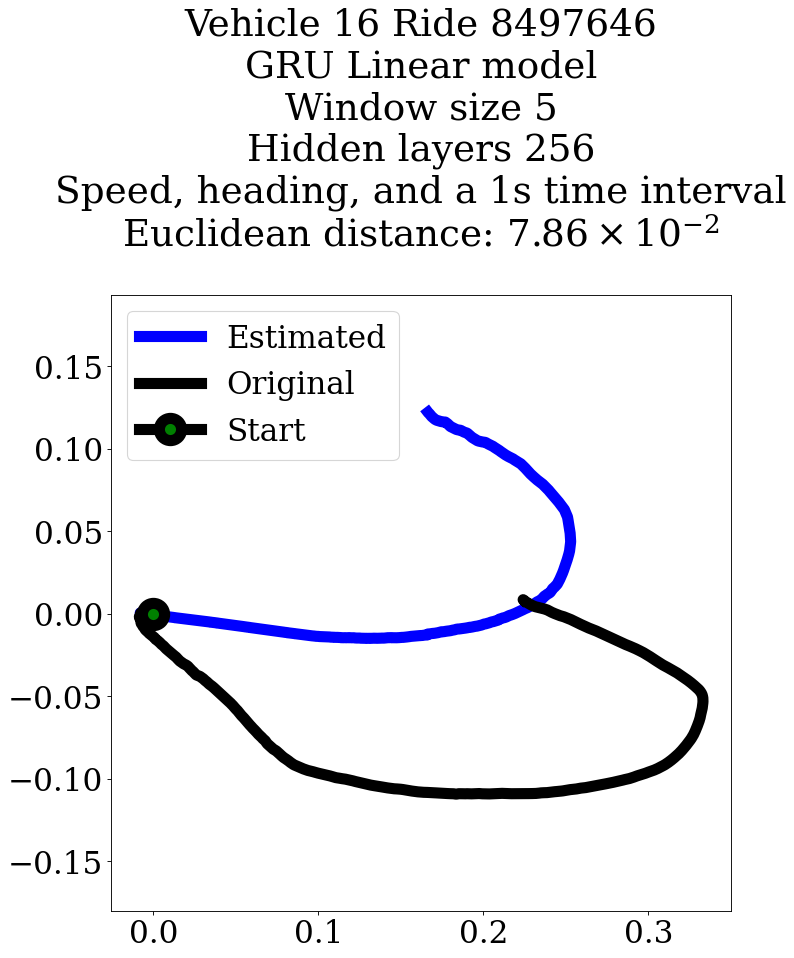 Vehicle 16 Ride 8497646
GRU Linear model
Window size 5
Hidden layers 256
Speed, heading, and a 1s time interval
Euclidean distance: 7.86 × 10⁻²
Estimated
Original
Start
0.15
0.10
0.05
0.00
−0.05
−0.10
−0.15
0.0 0.1 0.2 0.3